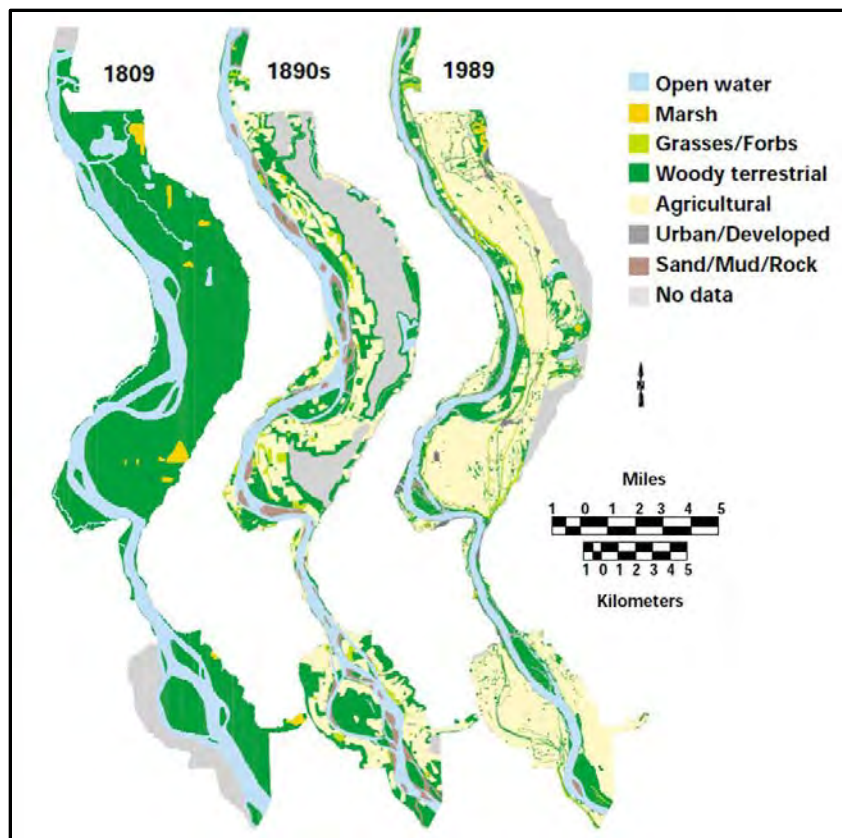 1809
1890s
1989
Open water
Marsh
Grasses/Forbs
Woody terrestrial
Agricultural
Urban/Developed
Sand/Mud/Rock
No data
N
Miles
1 0 1 2 3 4 5
1 0 1 2 3 4 5
Kilometers